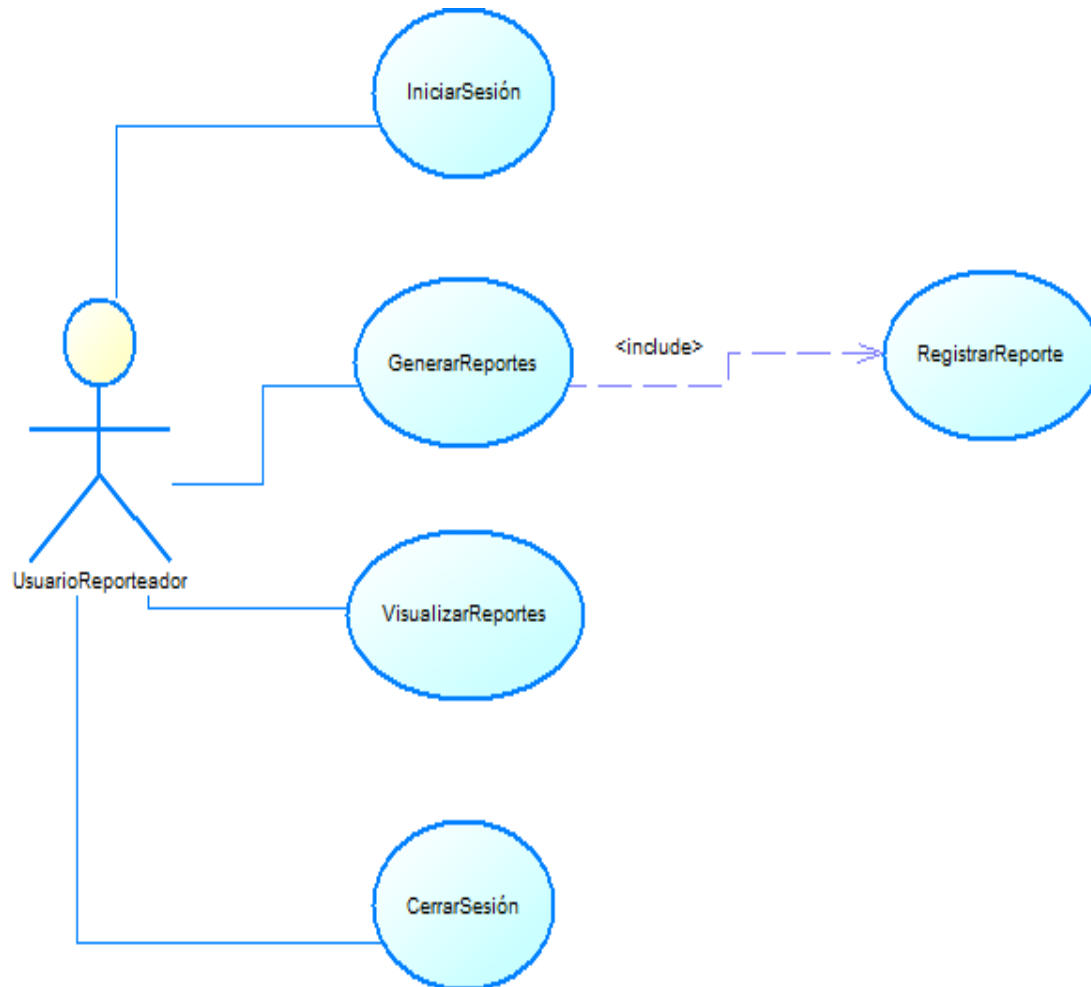 IniciarSesión
GenerarReportes
<include>
RegistrarReporte
UsuarioReporteador
VisualizarReportes
CerrarSesión